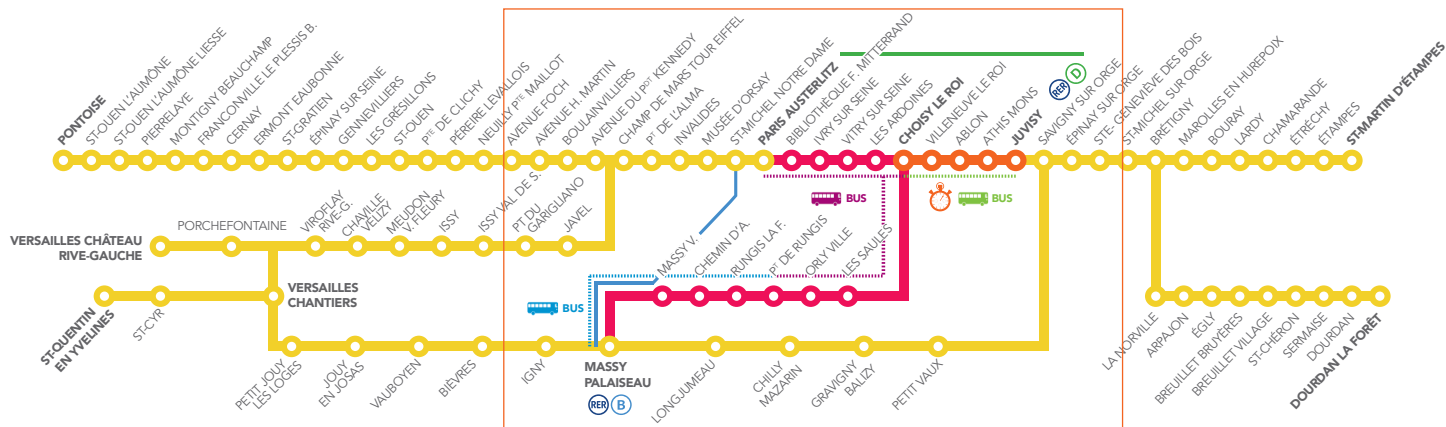 PONTOISE
ST-OUEN L'AUMÔNE
ST-OUEN L'AUMÔNE LIESSE
PIERRELAYE
MONTIGNY BEAUCHAMP
FRANCONVILLE LE PLESSIS B.
CERNAY
ERMONT EAUBONNE
ST-GRATIEN
ÉPINAY SUR SEINE
GENNEVILLIERS
LES GRÉSILLONS
ST-OUEN
PTE DE CLICHY
PÉREIRE LEVALLOIS
NEUILLY PTE MAILLOT
AVENUE FOCH
AVENUE H. MARTIN
BOULAINVILLIERS
AVENUE DU PDT KENNEDY
CHAMP DE MARS TOUR EIFFEL
PT DE L'ALMA
INVALIDES
MUSÉE D'ORSAY
ST-MICHEL NOTRE DAME
PARIS AUSTERLITZ
BIBLIOTHÈQUE F. MITTERRAND
IVRY SUR SEINE
VITRY SUR SEINE
LES ARDOINES
CHOISY LE ROI
VILLENEUVE LE ROI
ABLON
ATHIS MONS
JUVISY
RER D
SAVIGNY SUR ORGE
ÉPINAY SUR ORGE
STE- GENEVIÈVE DES BOIS
ST-MICHEL SUR ORGE
BRÉTIGNY
MAROLLES EN HUREPOIX
BOURAY
LARDY
CHAMARANDE
ÉTRÉCHY
ÉTAMPES
ST-MARTIN D'ÉTAMPES
BUS
BUS
VERSAILLES CHÂTEAU
RIVE-GAUCHE
PORCHEFONTAINE
VIROFLAY
RIVE-G.
CHAVILLE
VELIZY
MEUDON
V. FLEURY
ISSY
ISSY VAL DE S.
PT DU
GARIGLIANO
JAVEL
MASSY V.
CHEMIN D'A.
RUNGIS LA F.
PT DE RUNGIS
ORLY VILLE
LES SAULES
ST-QUENTIN
EN YVELINES
ST-CYR
VERSAILLES
CHANTIERS
BUS
PETIT JOUY
LES LOGES
JOUY
EN JOSAS
VAUBOYEN
BIÈVRES
IGNY
MASSY
PALAISEAU
RER B
LONGJUMEAU
CHILLY
MAZARIN
GRAVIGNY
BALIZY
PETIT VAUX
LA NORVILLE
ARPAJON
ÉGLY
BREUILLET BRUYÈRES
BREUILLET VILLAGE
ST-CHÉRON
SERMAISE
DOURDAN
DOURDAN LA FORÊT